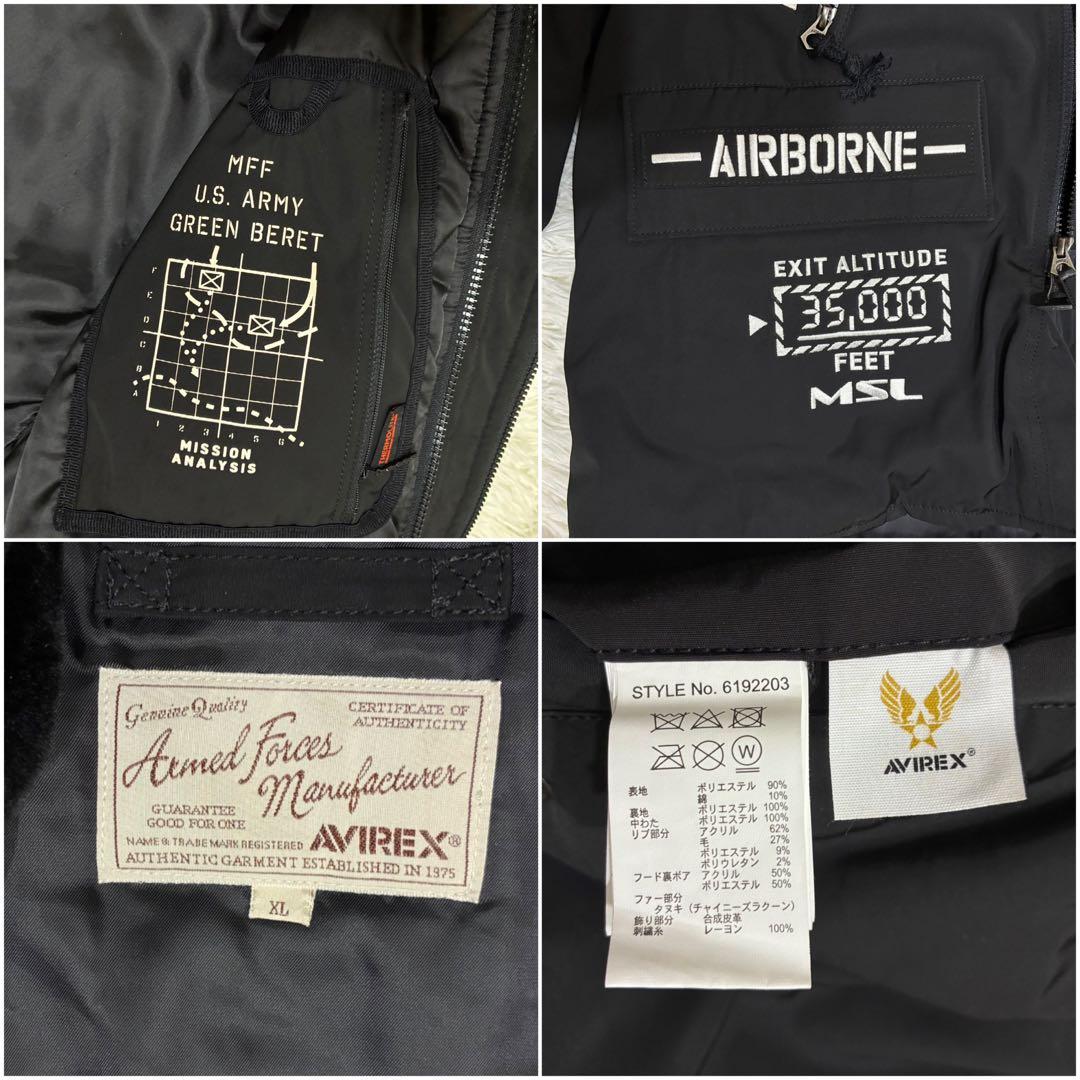 MFF
U.S. ARMY
GREEN BERET
F
E
D
C
B
A
1 2 3 4 5 6
MISSION
ANALYSIS
THERMOLITE
AIRBORNE
EXIT ALTITUDE
35,000
FEET
MSL
Genuine Quality
CERTIFICATE OF
AUTHENTICITY
Armed Forces
Manufacturer
GUARANTEE
GOOD FOR ONE
NAME & TRADE MARK REGISTERED
AVIREX®
AUTHENTIC GARMENT ESTABLISHED IN 1975
XL
STYLE No. 6192203
W
表地 ポリエステル 90%
綿 10%
裏地 ポリエステル 100%
中わた ポリエステル 100%
リブ部分 アクリル 62%
毛 27%
ポリエステル 9%
ポリウレタン 2%
フード裏ボア アクリル 50%
ポリエステル 50%
ファー部分
タヌキ (チャイニーズラクーン)
飾り部分 合成皮革
刺繍糸 レーヨン 100%
AVIREX®